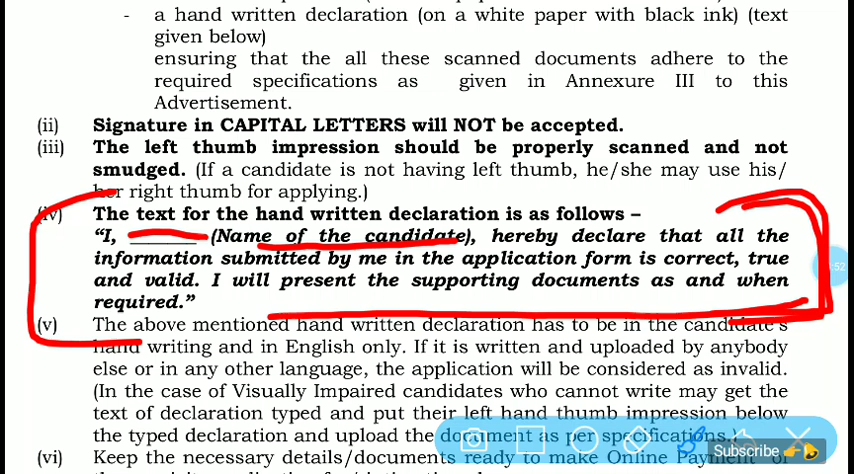 - a hand written declaration (on a white paper with black ink) (text
given below)
ensuring that the all these scanned documents adhere to the
required specifications as given in Annexure III to this
Advertisement.
(ii) Signature in CAPITAL LETTERS will NOT be accepted.
(iii) The left thumb impression should be properly scanned and not
smudged. (If a candidate is not having left thumb, he/she may use his/
her right thumb for applying.)
(iv) The text for the hand written declaration is as follows –
“I, _______ (Name of the candidate), hereby declare that all the
information submitted by me in the application form is correct, true
and valid. I will present the supporting documents as and when
required.”
(v) The above mentioned hand written declaration has to be in the candidate’s
hand writing and in English only. If it is written and uploaded by anybody
else or in any other language, the application will be considered as invalid.
(In the case of Visually Impaired candidates who cannot write may get the
text of declaration typed and put their left hand thumb impression below
the typed declaration and upload the document as per specifications.)
Subscribe
(vi) Keep the necessary details/documents ready to make Online Payment of
:52